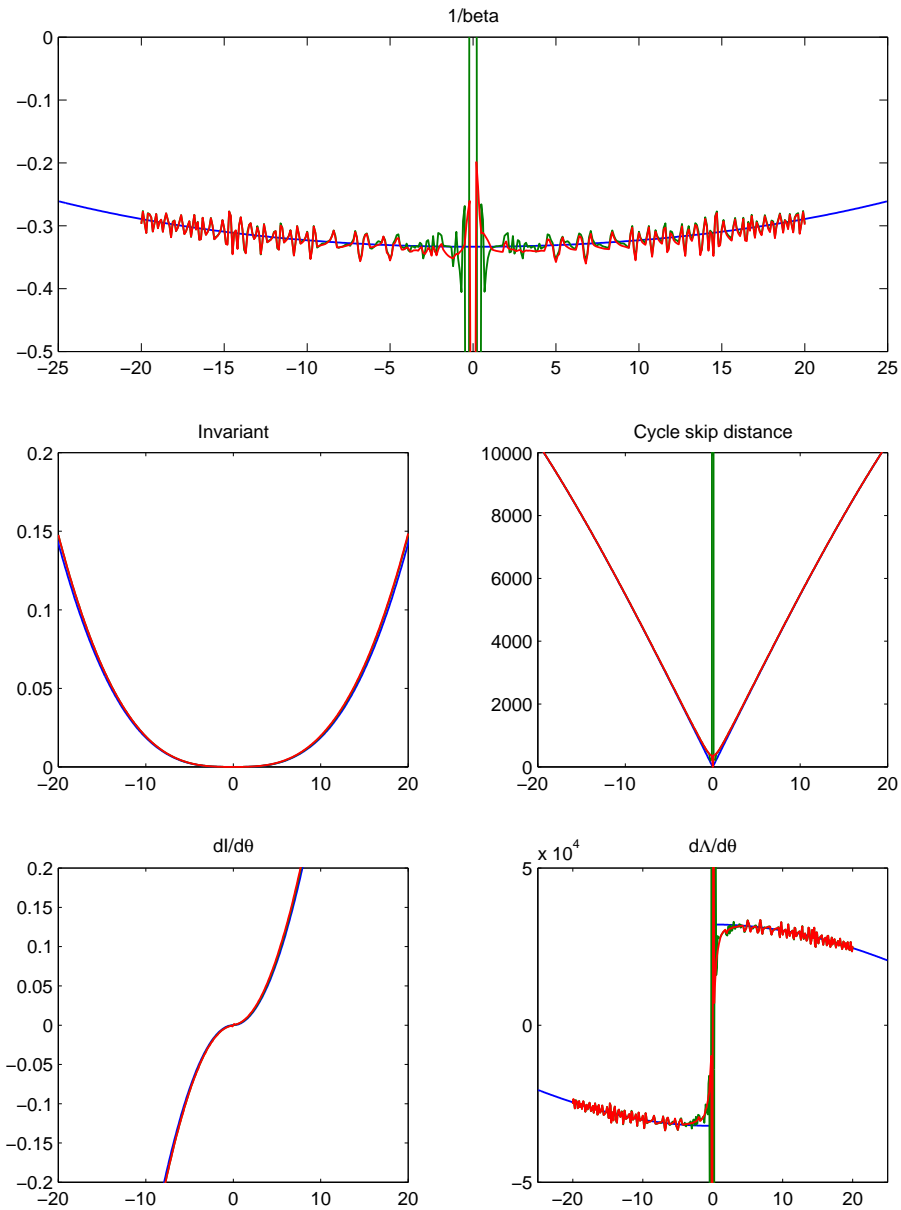 1/beta
0
−0.1
−0.2
−0.3
−0.4
−0.5
−25 −20 −15 −10 −5 0 5 10 15 20 25
Invariant
0.2
0.15
0.1
0.05
0
−20 −10 0 10 20
Cycle skip distance
10000
8000
6000
4000
2000
0
−20 −10 0 10 20
dI/dθ
0.2
0.15
0.1
0.05
0
−0.05
−0.1
−0.15
−0.2
−20 −10 0 10 20
dΛ/dθ
x 10^4
5
0
−5
−20 −10 0 10 20